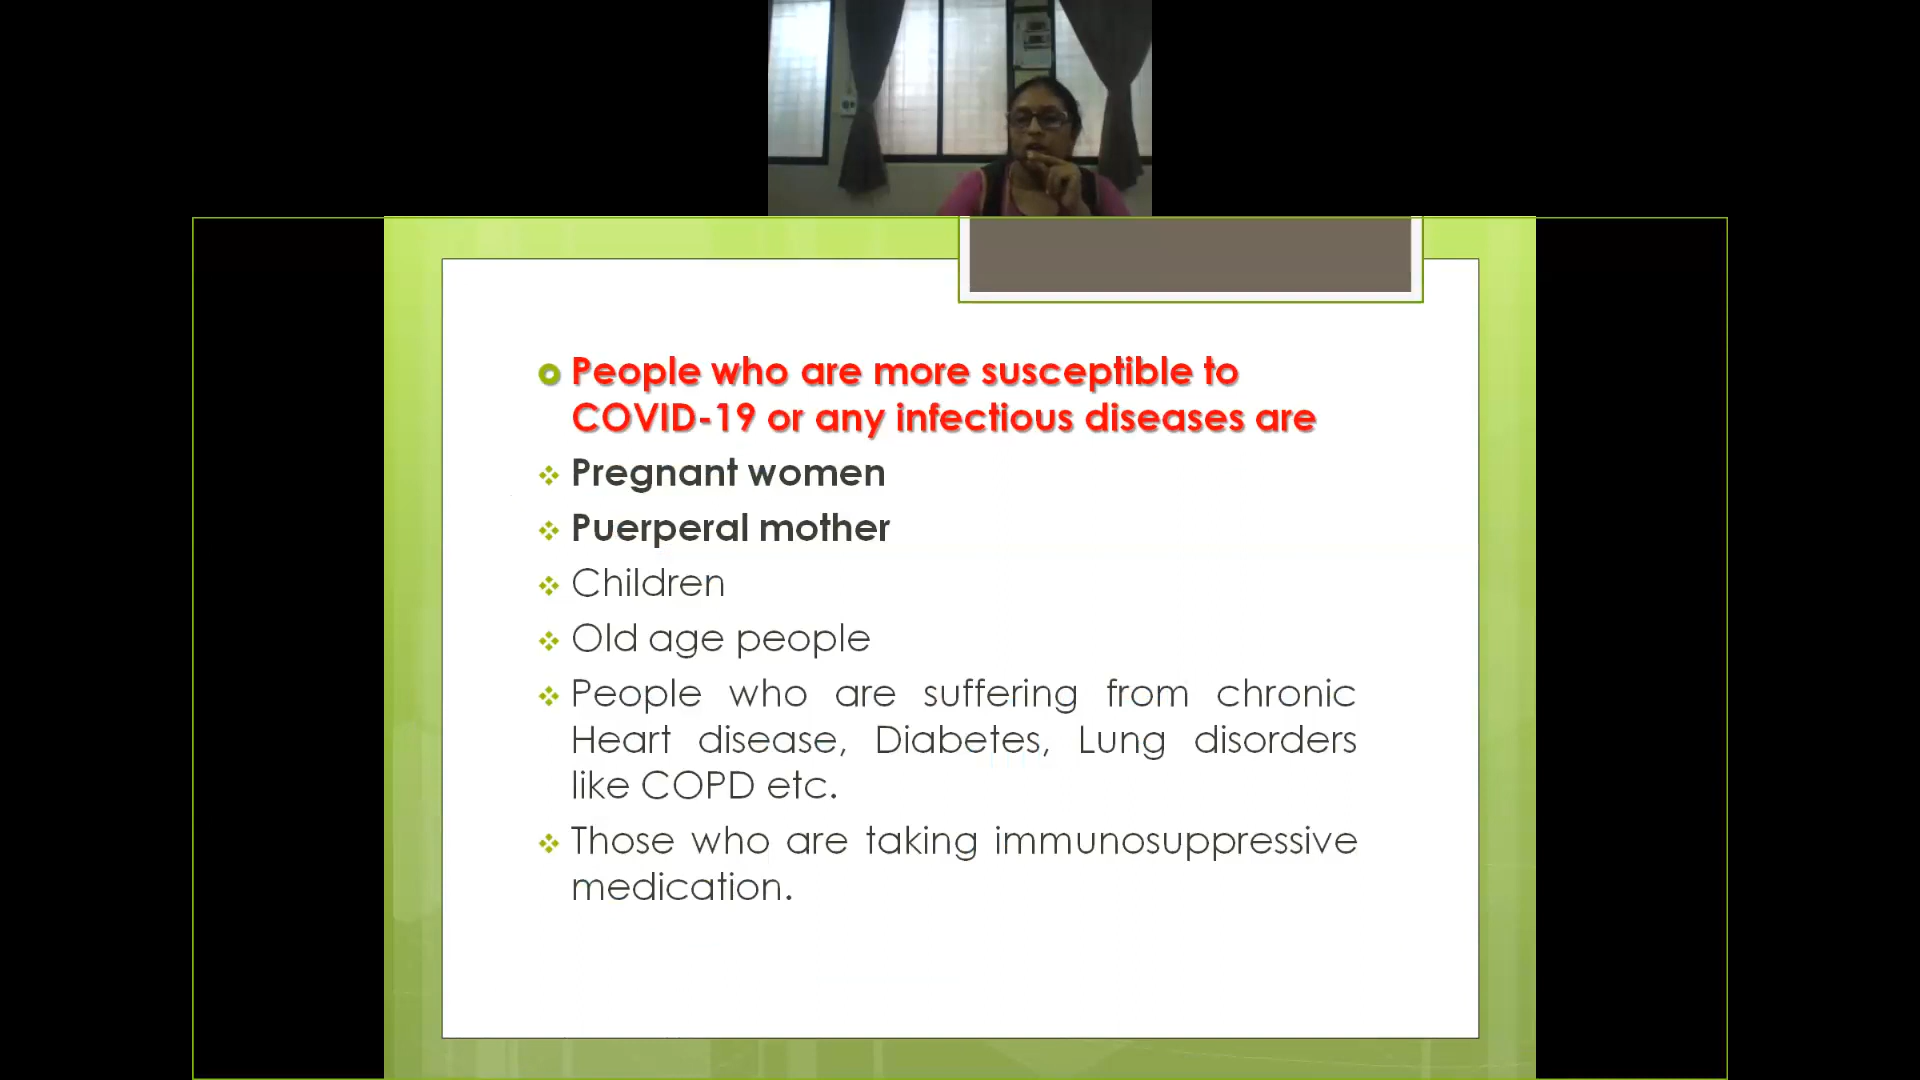 People who are more susceptible to
COVID-19 or any infectious diseases are
Pregnant women
Puerperal mother
Children
Old age people
People who are suffering from chronic
Heart disease, Diabetes, Lung disorders
like COPD etc.
Those who are taking immunosuppressive
medication.